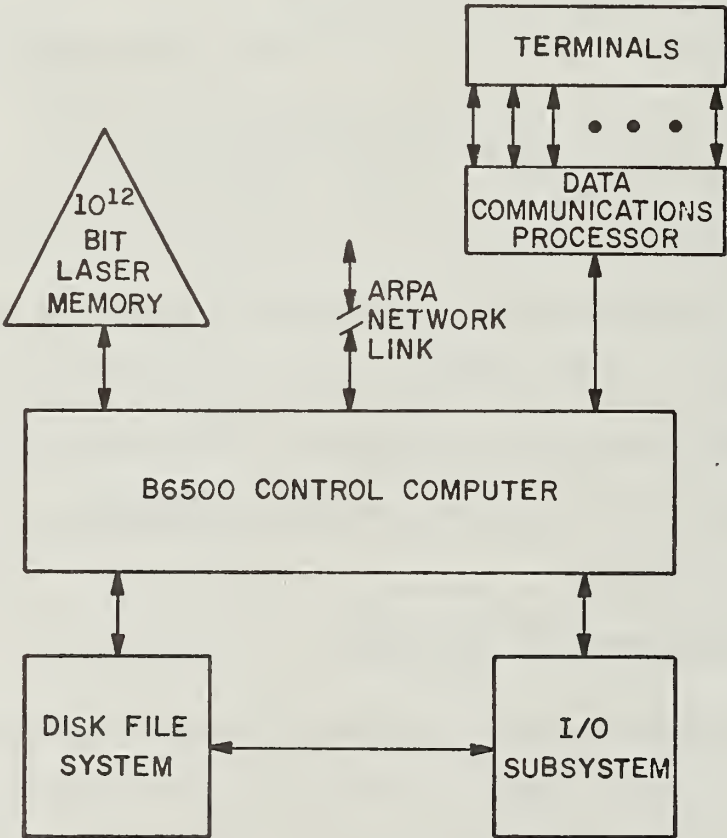 TERMINALS
DATA
COMMUNICATIONS
PROCESSOR
10¹²
BIT
LASER
MEMORY
ARPA
NETWORK
LINK
B6500 CONTROL COMPUTER
DISK FILE
SYSTEM
I/O
SUBSYSTEM